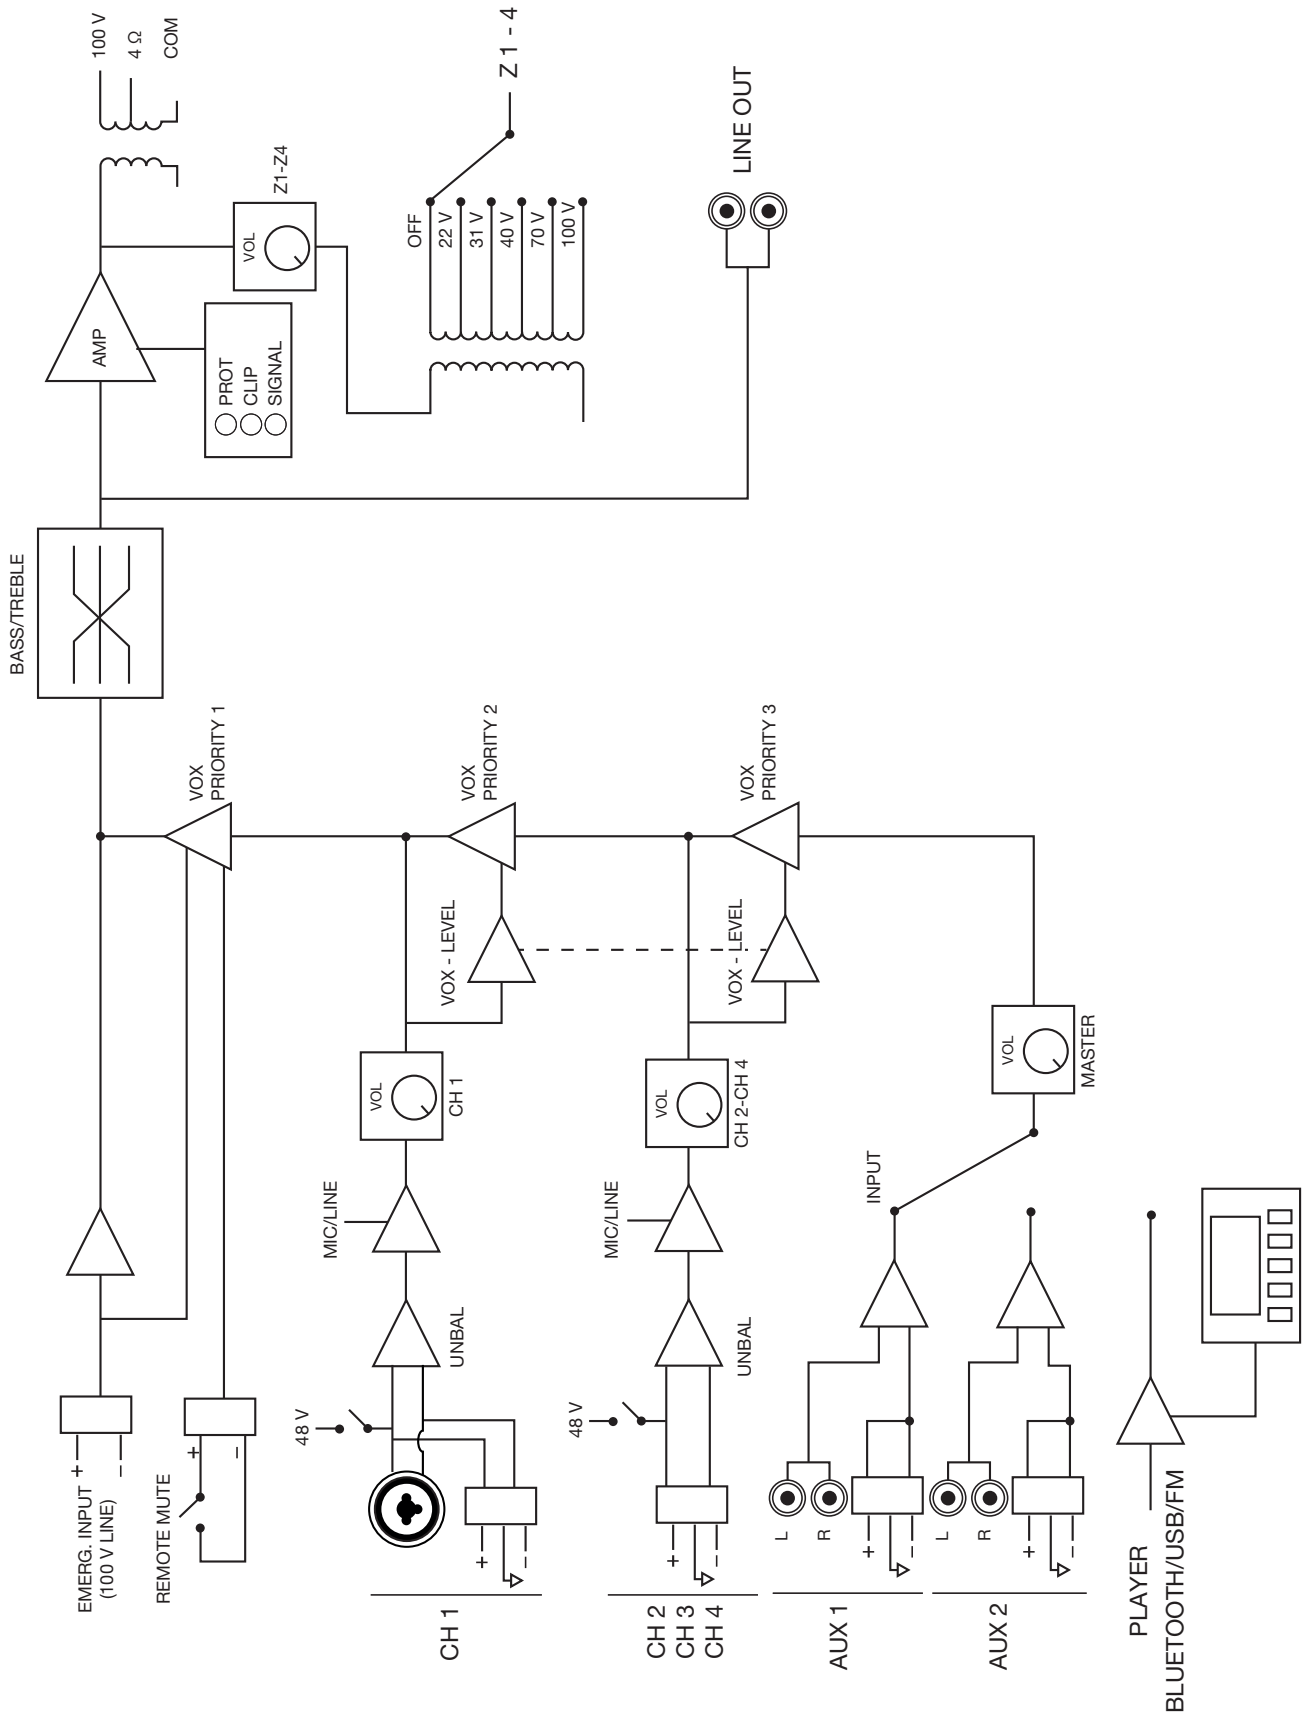 EMERG. INPUT
(100 V LINE)
+
–
REMOTE MUTE
+
–
VOX
PRIORITY 1
BASS/TREBLE
AMP
PROT
CLIP
SIGNAL
100 V
4 Ω
COM
VOL
Z1-Z4
OFF
22 V
31 V
40 V
70 V
100 V
Z 1 - 4
LINE OUT
CH 1
+
–
48 V
UNBAL
MIC/LINE
VOL
CH 1
VOX - LEVEL
VOX
PRIORITY 2
CH 2
CH 3
CH 4
+
–
48 V
UNBAL
MIC/LINE
VOL
CH 2-CH 4
VOX - LEVEL
VOX
PRIORITY 3
AUX 1
L
R
+
–
INPUT
VOL
MASTER
AUX 2
L
R
+
–
PLAYER
BLUETOOTH/USB/FM